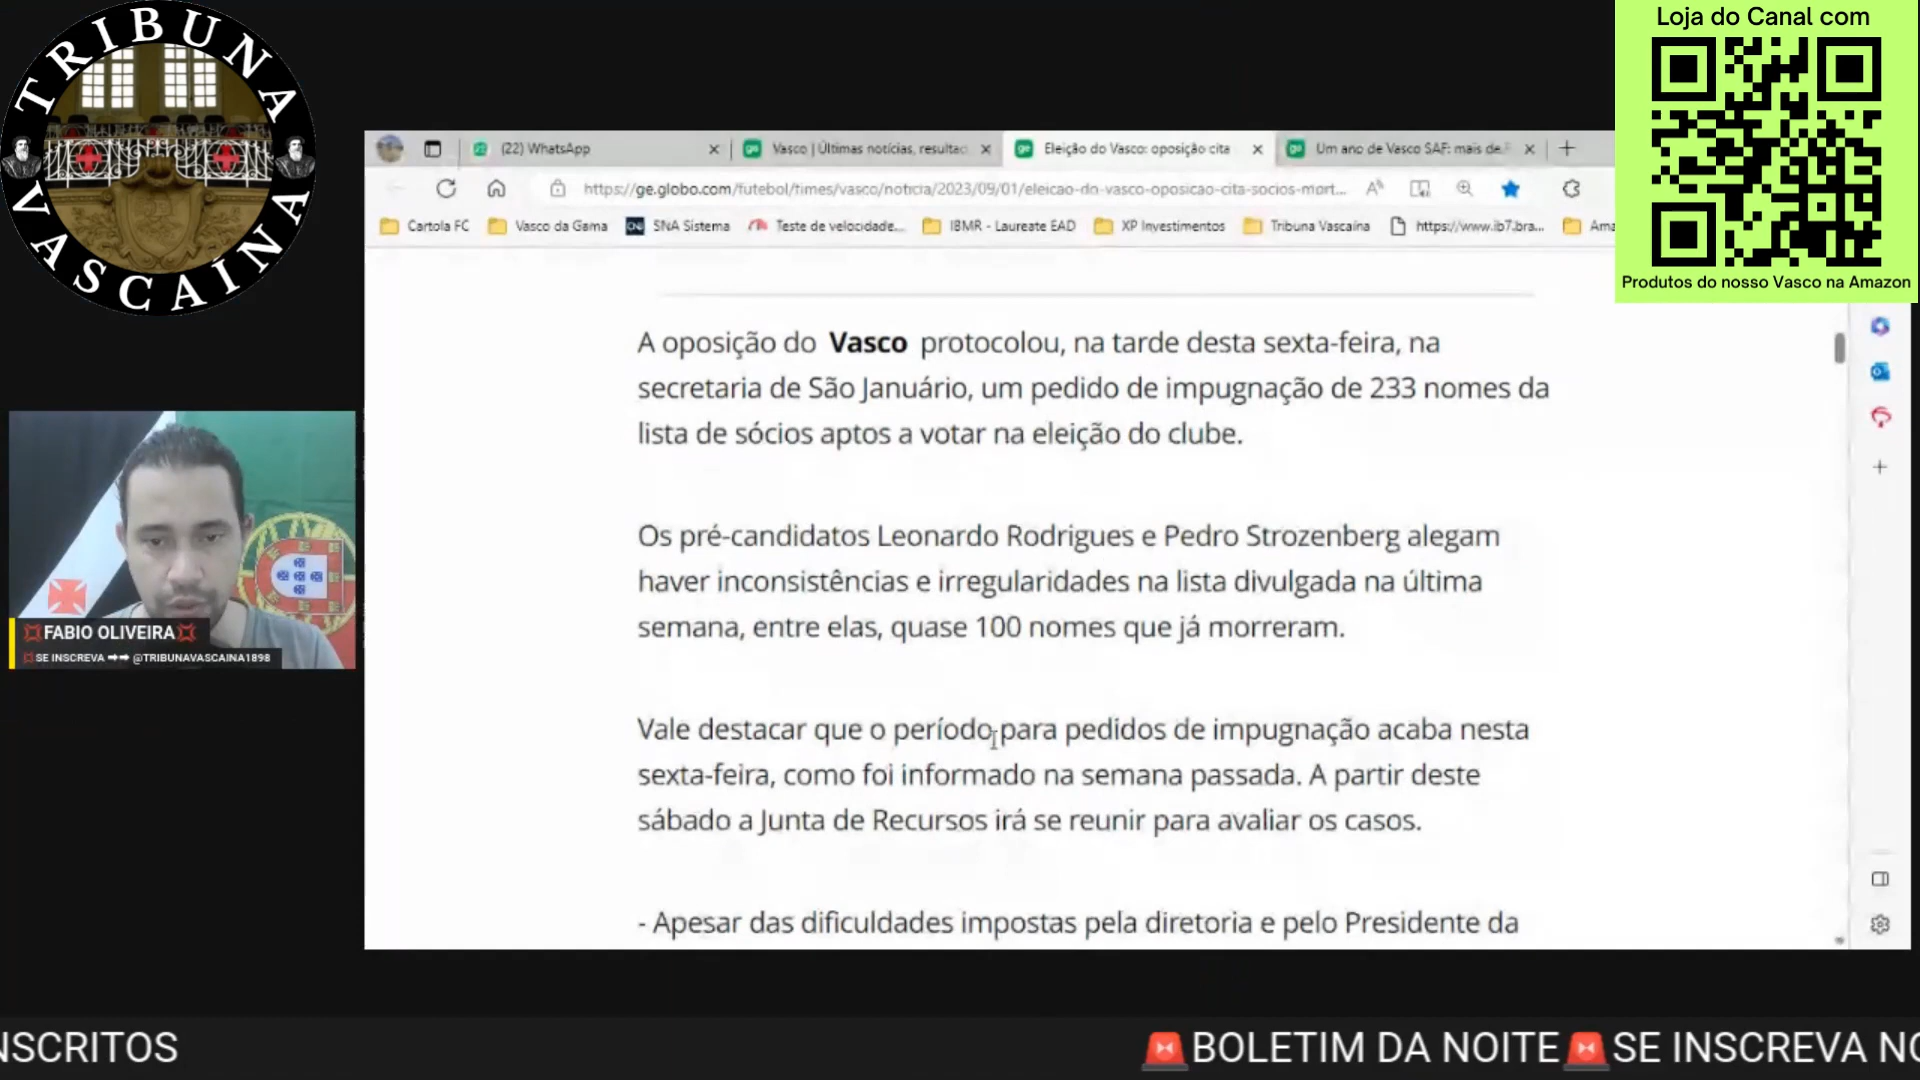 TRIBUNA VASCAÍNA
Loja do Canal com
Produtos do nosso Vasco na Amazon
(22) WhatsApp
Vasco | Últimas notícias, resultad
Eleição do Vasco: oposição cita
Um ano de Vasco SAF: mais de
https://ge.globo.com/futebol/times/vasco/noticia/2023/09/01/eleicao-do-vasco-oposicao-cita-socios-mort...
Cartola FC
Vasco da Gama
SNA Sistema
Teste de velocidade...
IBMR - Laureate EAD
XP Investimentos
Tribuna Vascaina
https://www.ib7.bra...
Ama
A oposição do Vasco protocolou, na tarde desta sexta-feira, na
secretaria de São Januário, um pedido de impugnação de 233 nomes da
lista de sócios aptos a votar na eleição do clube.
Os pré-candidatos Leonardo Rodrigues e Pedro Strozenberg alegam
haver inconsistências e irregularidades na lista divulgada na última
semana, entre elas, quase 100 nomes que já morreram.
Vale destacar que o período para pedidos de impugnação acaba nesta
sexta-feira, como foi informado na semana passada. A partir deste
sábado a Junta de Recursos irá se reunir para avaliar os casos.
- Apesar das dificuldades impostas pela diretoria e pelo Presidente da
💢FABIO OLIVEIRA💢
💢SE INSCREVA ➡➡ @TRIBUNAVASCAINA1898
NSCRITOS
🚨BOLETIM DA NOITE🚨SE INSCREVA NO